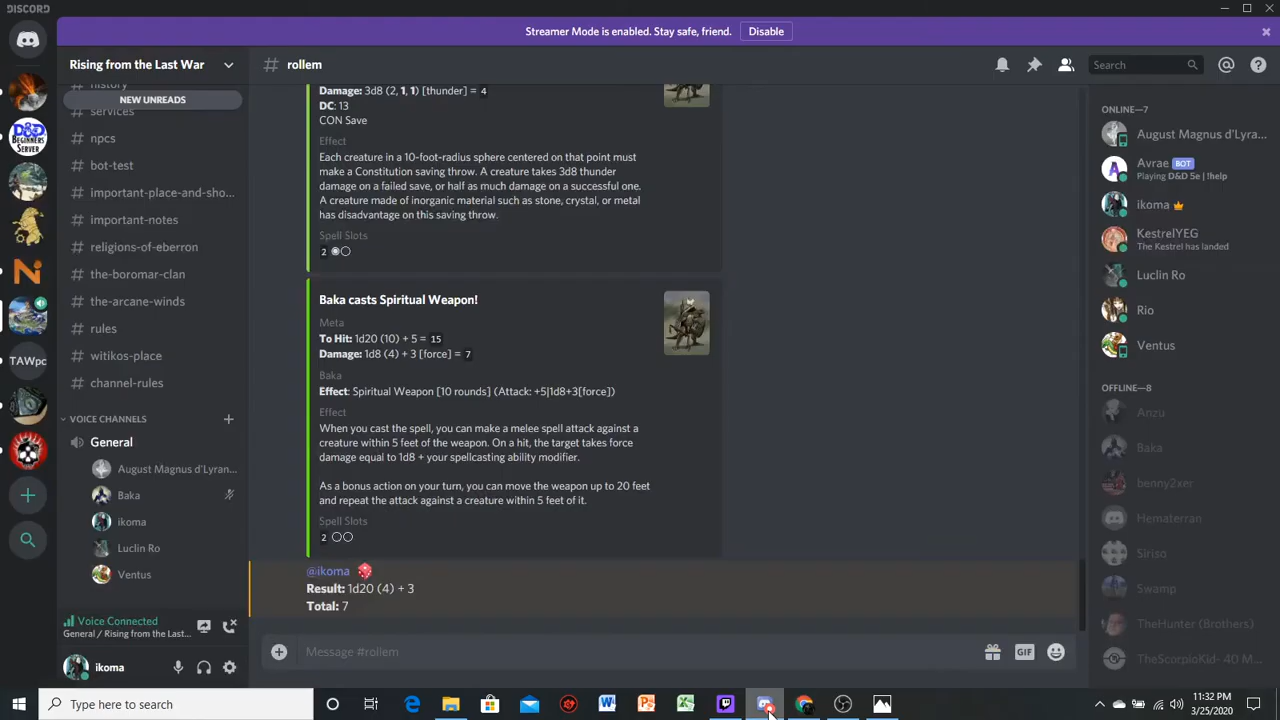 DISCORD
Streamer Mode is enabled. Stay safe, friend.
Disable
Rising from the Last War
# rollem
Search
history
NEW UNREADS
# services
# npcs
# bot-test
# important-place-and-sho...
# important-notes
# religions-of-eberron
# the-boromar-clan
# the-arcane-winds
# rules
# witikos-place
# channel-rules
VOICE CHANNELS
General
August Magnus d'Lyran...
Baka
ikoma
Luclin Ro
Ventus
Voice Connected
General / Rising from the Last...
ikoma
D&D
BEGINNERS
SERVER
TAWpc
Damage: 3d8 (2, 1, 1) [thunder] = 4
DC: 13
CON Save
Effect
Each creature in a 10-foot-radius sphere centered on that point must
make a Constitution saving throw. A creature takes 3d8 thunder
damage on a failed save, or half as much damage on a successful one.
A creature made of inorganic material such as stone, crystal, or metal
has disadvantage on this saving throw.
Spell Slots
2
Baka casts Spiritual Weapon!
Meta
To Hit: 1d20 (10) + 5 = 15
Damage: 1d8 (4) + 3 [force] = 7
Baka
Effect: Spiritual Weapon [10 rounds] (Attack: +5|1d8+3[force])
Effect
When you cast the spell, you can make a melee spell attack against a
creature within 5 feet of the weapon. On a hit, the target takes force
damage equal to 1d8 + your spellcasting ability modifier.
As a bonus action on your turn, you can move the weapon up to 20 feet
and repeat the attack against a creature within 5 feet of it.
Spell Slots
2
@ikoma
Result: 1d20 (4) + 3
Total: 7
Message #rollem
GIF
ONLINE—7
August Magnus d'Lyra...
Avrae BOT
Playing D&D 5e | !help
ikoma
KestrelYEG
The Kestrel has landed
Luclin Ro
Rio
Ventus
OFFLINE—8
Anzu
Baka
benny2xer
Hematerran
Siriso
Swamp
TheHunter (Brothers)
TheScorpioKid- 40 M...
Type here to search
11:32 PM
3/25/2020